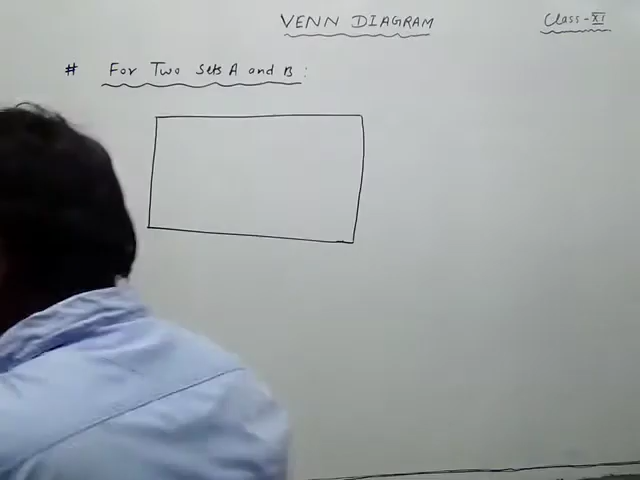 VENN DIAGRAM
Class - XI
# For Two Sets A and B :